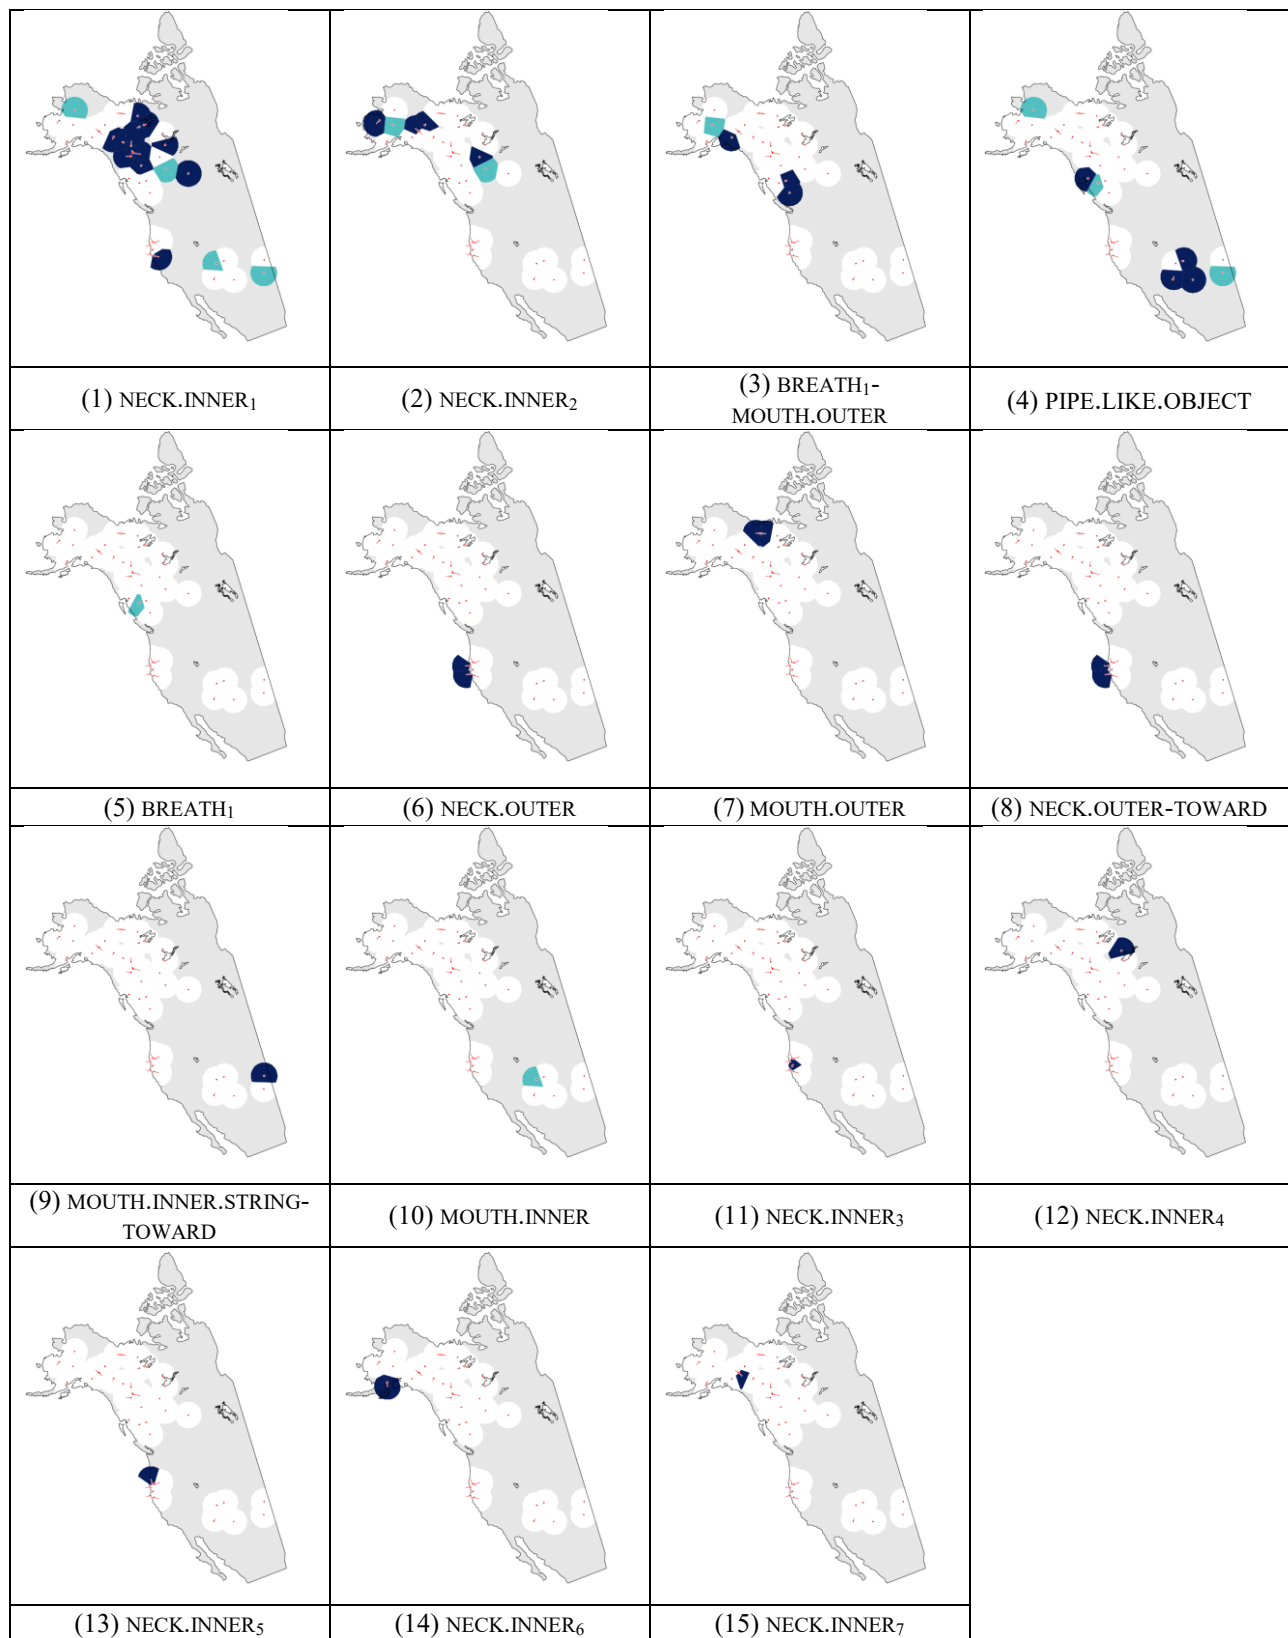 (1) NECK.INNER₁
(2) NECK.INNER₂
(3) BREATH₁-
MOUTH.OUTER
(4) PIPE.LIKE.OBJECT
(5) BREATH₁
(6) NECK.OUTER
(7) MOUTH.OUTER
(8) NECK.OUTER-TOWARD
(9) MOUTH.INNER.STRING-
TOWARD
(10) MOUTH.INNER
(11) NECK.INNER₃
(12) NECK.INNER₄
(13) NECK.INNER₅
(14) NECK.INNER₆
(15) NECK.INNER₇